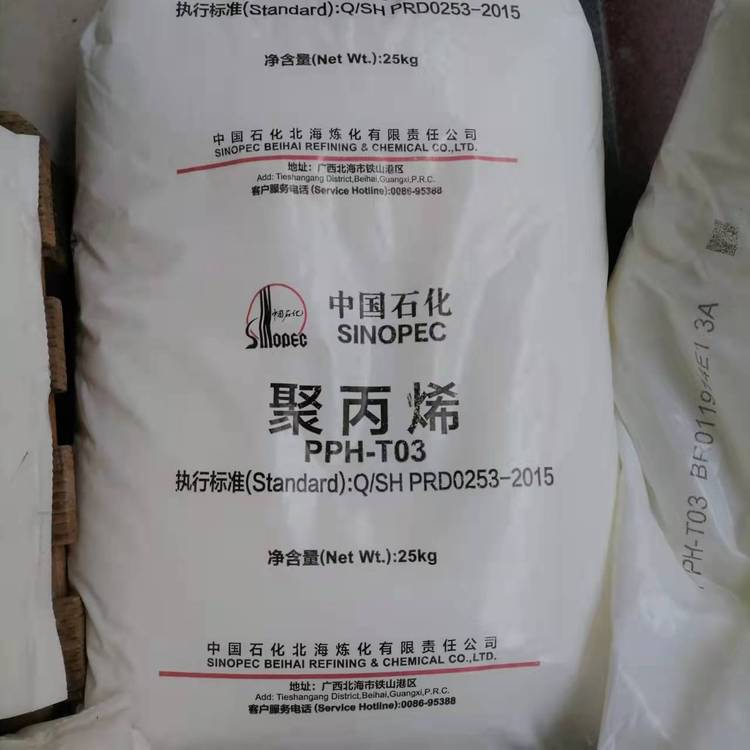 执行标准(Standard):Q/SH PRD0253-2015
净含量(Net Wt.):25kg
中国石化北海炼化有限责任公司
SINOPEC BEIHAI REFINING & CHEMICAL CO.,LTD.
地址:广西北海市铁山港区
Add: Tieshangang District,Beihai,Guangxi,P.R.C.
客户服务电话 (Service Hotline):0086-95388
中国石化
SINOPEC
中国石化
SINOPEC
聚丙烯
PPH-T03
执行标准(Standard):Q/SH PRD0253-2015
净含量(Net Wt.):25kg
中国石化北海炼化有限责任公司
SINOPEC BEIHAI REFINING & CHEMICAL CO.,LTD.
地址:广西北海市铁山港区
Add: Tieshangang District,Beihai,Guangxi,P.R.C.
客户服务电话 (Service Hotline):0086-95388
PPH-T03
3A